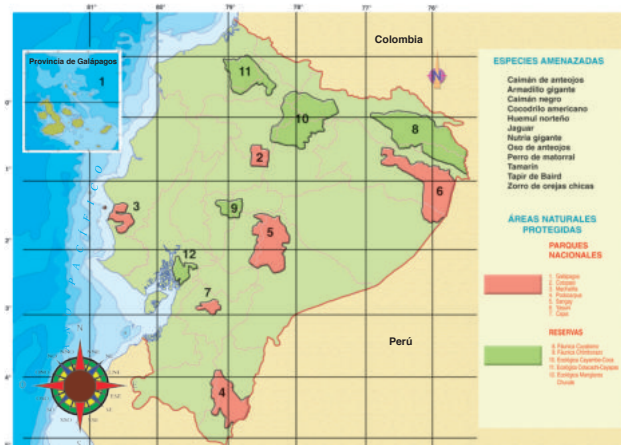 81° 80° 79° 78° 77° 76°
Colombia
Provincia de Galápagos
1
N
11
0°
10
8
2
1°
6
3
9
5
2°
12
7
3°
PACÍFICO
Perú
4°
4
5°
ESPECIES AMENAZADAS
Caimán de anteojos
Armadillo gigante
Caimán negro
Cocodrilo americano
Huemul norteño
Jaguar
Nutria gigante
Oso de anteojos
Perro de matorral
Tamarín
Tapir de Baird
Zorro de orejas chicas
ÁREAS NATURALES
PROTEGIDAS
PARQUES
NACIONALES
1. Galápagos
2. Cotopaxi
3. Machalilla
4. Podocarpus
5. Sangay
6. Yasuní
7. Cajas
RESERVAS
8. Fáunica Cuyabeno
9. Fáunica Chimborazo
10. Ecológica Cayambe-Coca
11. Ecológica Cotacachi-Cayapas
12. Ecológica Manglares
Churute